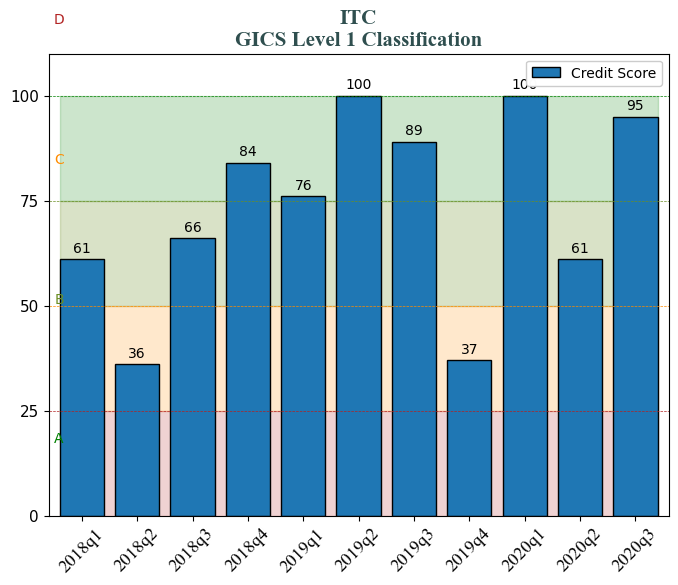 D
ITC
GICS Level 1 Classification
Credit Score
100
100
100
95
89
C
84
76
75
66
61
61
50
B
37
36
25
A
0
2018q1
2018q2
2018q3
2018q4
2019q1
2019q2
2019q3
2019q4
2020q1
2020q2
2020q3